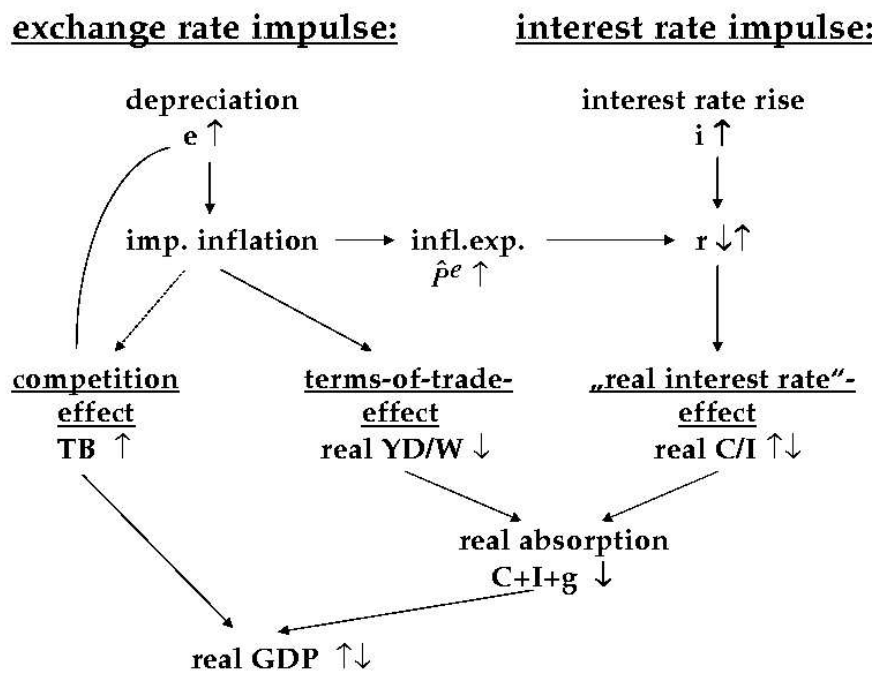 exchange rate impulse: interest rate impulse:
depreciation interest rate rise
e ↑ i ↑
imp. inflation infl.exp. r ↓↑
P̂ᵉ ↑
competition terms-of-trade- „real interest rate“-
effect effect effect
TB ↑ real YD/W ↓ real C/I ↑↓
real absorption
C+I+g ↓
real GDP ↑↓